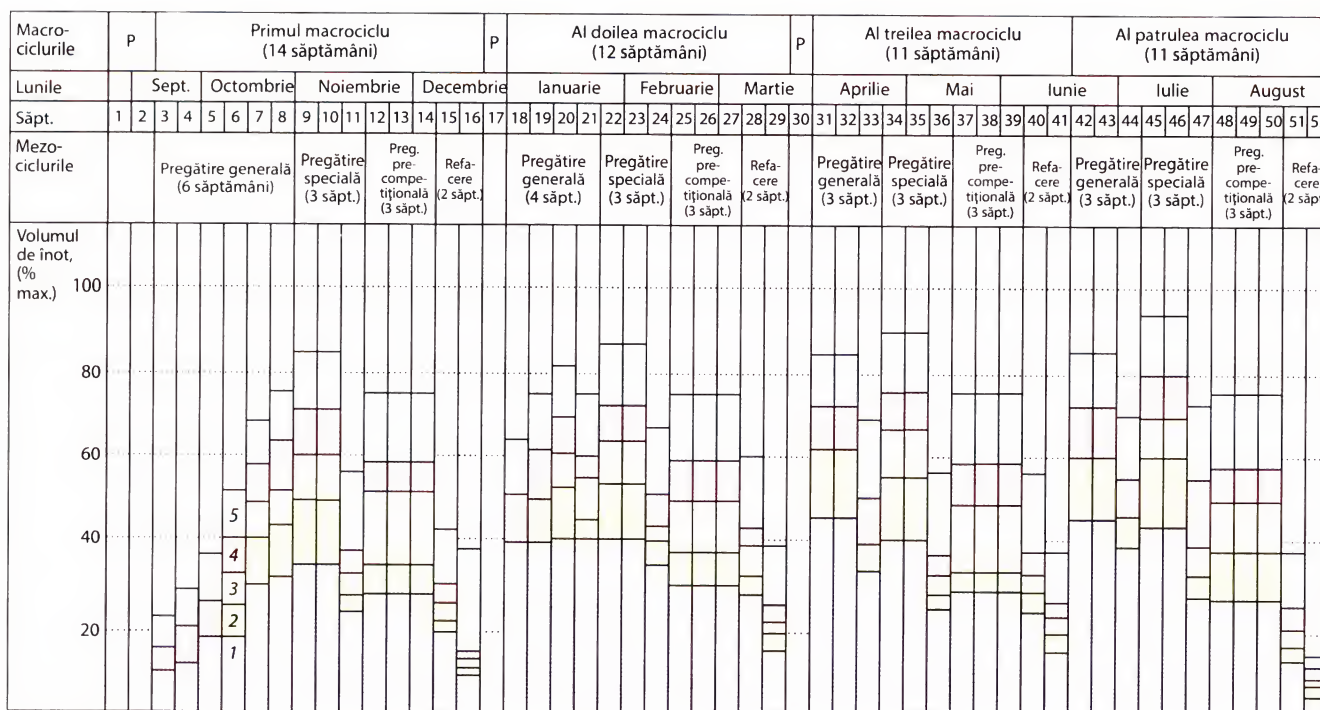 Macro-
ciclurile
P
Primul macrociclu
(14 săptămâni)
P
Al doilea macrociclu
(12 săptămâni)
P
Al treilea macrociclu
(11 săptămâni)
Al patrulea macrociclu
(11 săptămâni)
Lunile
Sept.
Octombrie
Noiembrie
Decembrie
Ianuarie
Februarie
Martie
Aprilie
Mai
Iunie
Iulie
August
Săpt.
1 2 3 4 5 6 7 8 9 10 11 12 13 14 15 16 17 18 19 20 21 22 23 24 25 26 27 28 29 30 31 32 33 34 35 36 37 38 39 40 41 42 43 44 45 46 47 48 49 50 51
Mezo-
ciclurile
Pregătire generală
(6 săptămâni)
Pregătire
specială
(3 săpt.)
Preg.
pre-
compe-
tițională
(3 săpt.)
Refa-
cere
(2 săpt.)
Pregătire
generală
(4 săpt.)
Pregătire
specială
(3 săpt.)
Preg.
pre-
compe-
tițională
(3 săpt.)
Refa-
cere
(2 săpt.)
Pregătire
generală
(3 săpt.)
Pregătire
specială
(3 săpt.)
Preg.
pre-
compe-
tițională
(3 săpt.)
Refa-
cere
(2 săpt.)
Pregătire
generală
(3 săpt.)
Pregătire
specială
(3 săpt.)
Preg.
pre-
compe-
tițională
(3 săpt.)
Refa-
cere
(2 săpt
Volumul
de înot,
(%
max.)
100
80
60
40
20
5
4
3
2
1